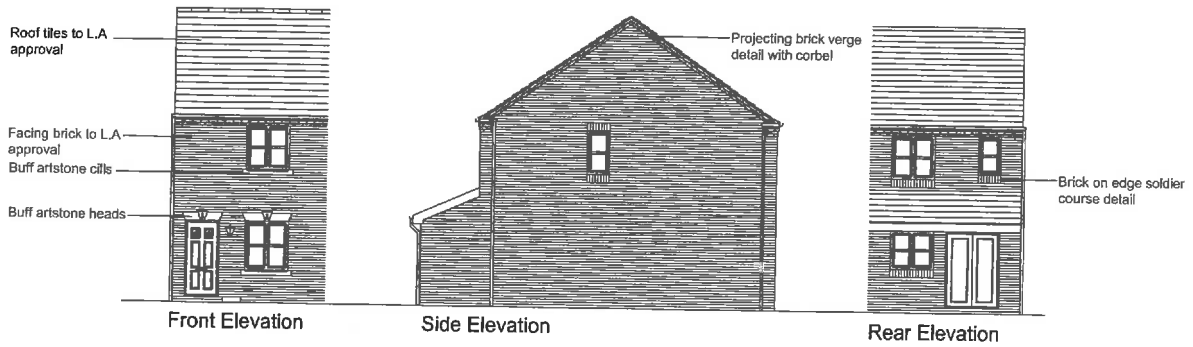 Roof tiles to L.A
approval
Projecting brick verge
detail with corbel
Facing brick to L.A
approval
Buff artstone cills
Buff artstone heads
Brick on edge soldier
course detail
Front Elevation
Side Elevation
Rear Elevation